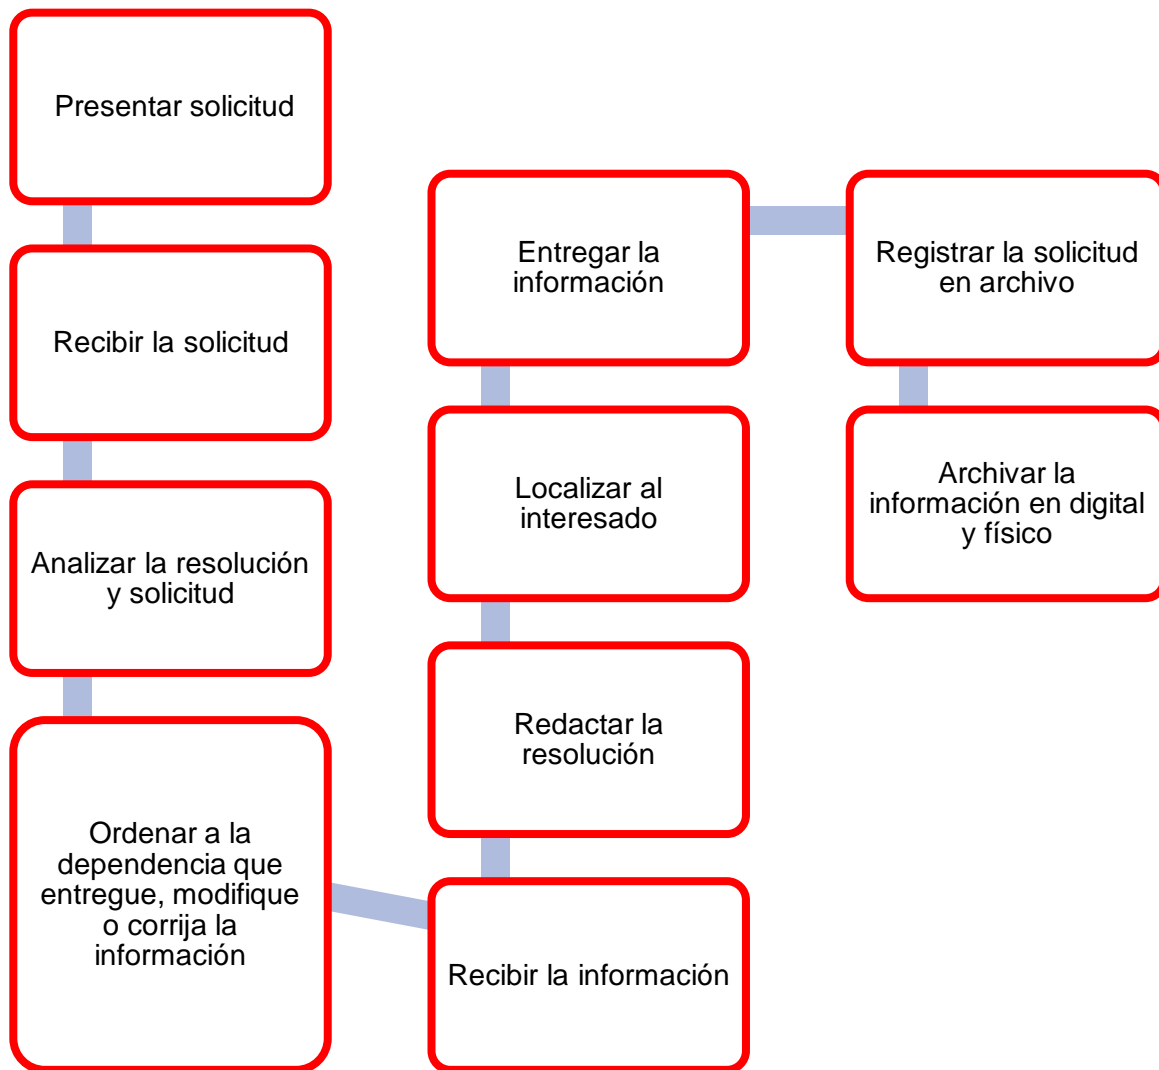 Presentar solicitud
Recibir la solicitud
Analizar la resolución
y solicitud
Ordenar a la
dependencia que
entregue, modifique
o corrija la
información
Recibir la información
Redactar la
resolución
Localizar al
interesado
Entregar la
información
Registrar la solicitud
en archivo
Archivar la
información en digital
y físico